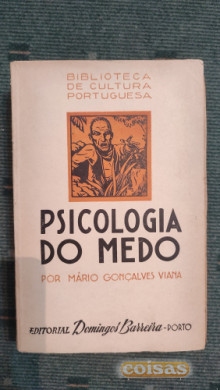 BIBLIOTECA
DE CULTURA
PORTUGUESA
PSICOLOGIA
DO MEDO
POR MÁRIO GONÇALVES VIANA
EDITORIAL Domingos Barreira - PORTO
coisas